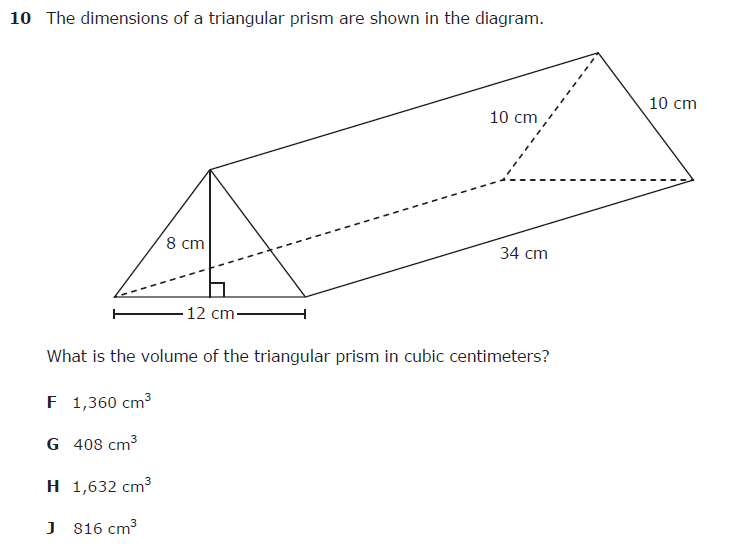 10 The dimensions of a triangular prism are shown in the diagram.
10 cm
10 cm
8 cm
34 cm
12 cm
What is the volume of the triangular prism in cubic centimeters?
F 1,360 cm³
G 408 cm³
H 1,632 cm³
J 816 cm³